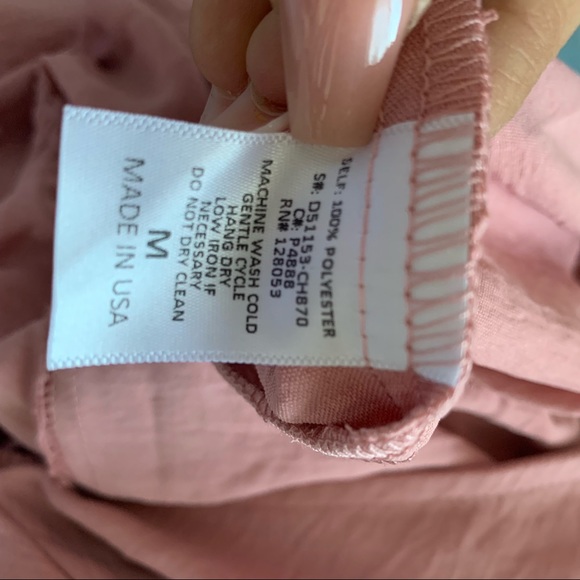 SELF: 100% POLYESTER
S#: D51153-CH870
C#: P4888
RN# 128053
MACHINE WASH COLD
GENTLE CYCLE
HANG DRY
LOW IRON IF
NECESSARY
DO NOT DRY CLEAN
M
MADE IN USA